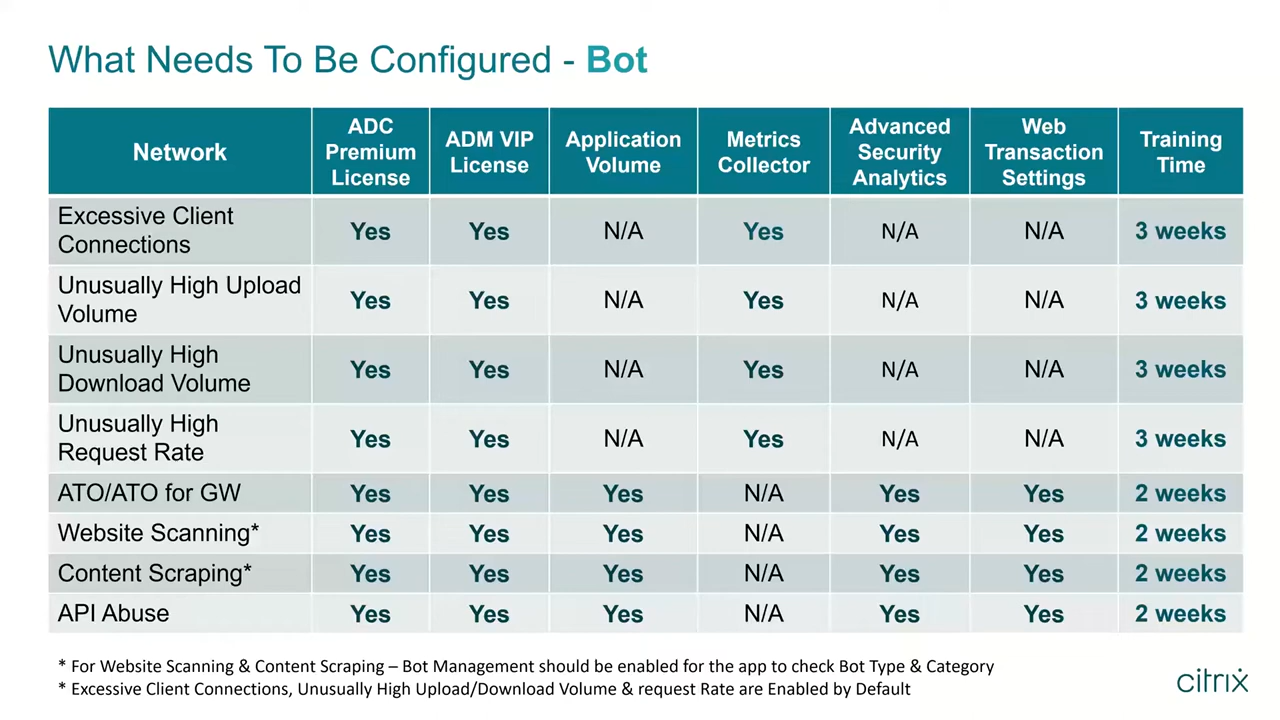 What Needs To Be Configured - Bot
Network
ADC
Premium
License
ADM VIP
License
Application
Volume
Metrics
Collector
Advanced
Security
Analytics
Web
Transaction
Settings
Training
Time
Excessive Client
Connections
Yes
Yes
N/A
Yes
N/A
N/A
3 weeks
Unusually High Upload
Volume
Yes
Yes
N/A
Yes
N/A
N/A
3 weeks
Unusually High
Download Volume
Yes
Yes
N/A
Yes
N/A
N/A
3 weeks
Unusually High
Request Rate
Yes
Yes
N/A
Yes
N/A
N/A
3 weeks
ATO/ATO for GW
Yes
Yes
Yes
N/A
Yes
Yes
2 weeks
Website Scanning*
Yes
Yes
Yes
N/A
Yes
Yes
2 weeks
Content Scraping*
Yes
Yes
Yes
N/A
Yes
Yes
2 weeks
API Abuse
Yes
Yes
Yes
N/A
Yes
Yes
2 weeks
* For Website Scanning & Content Scraping – Bot Management should be enabled for the app to check Bot Type & Category
* Excessive Client Connections, Unusually High Upload/Download Volume & request Rate are Enabled by Default
citrix